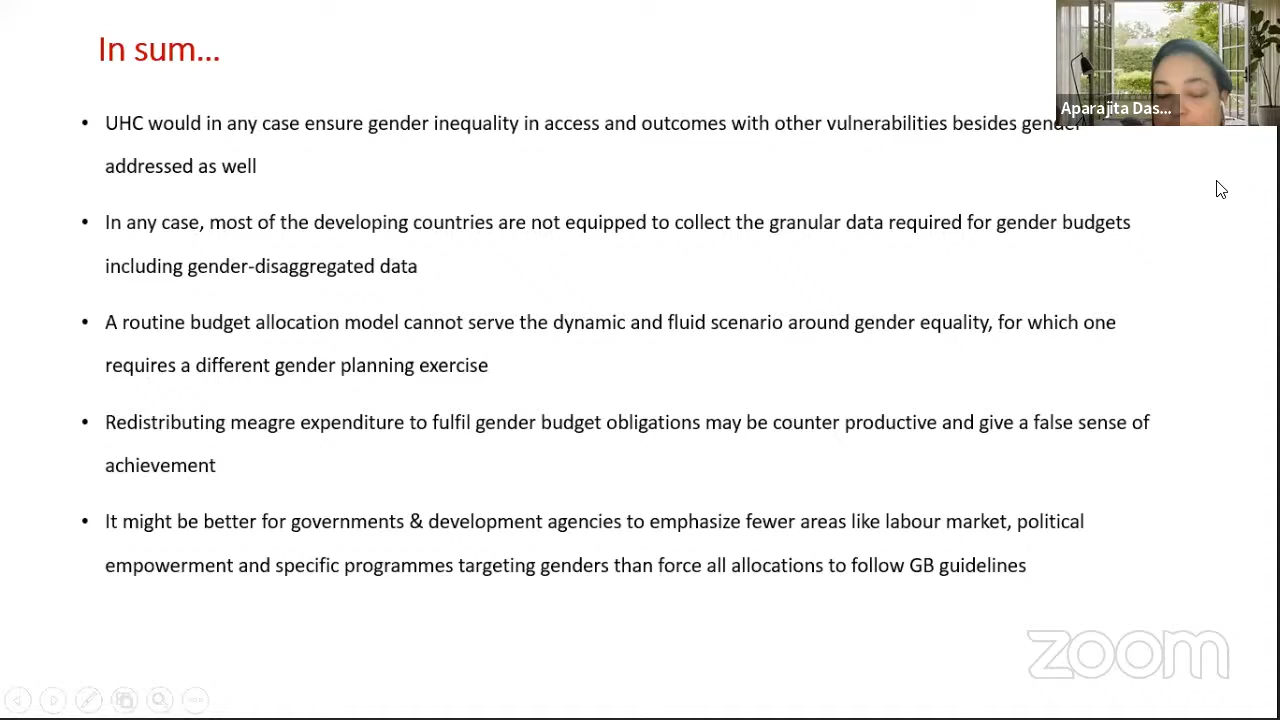 In sum...
Aparajita Das...
• UHC would in any case ensure gender inequality in access and outcomes with other vulnerabilities besides gender
addressed as well
• In any case, most of the developing countries are not equipped to collect the granular data required for gender budgets
including gender-disaggregated data
• A routine budget allocation model cannot serve the dynamic and fluid scenario around gender equality, for which one
requires a different gender planning exercise
• Redistributing meagre expenditure to fulfil gender budget obligations may be counter productive and give a false sense of
achievement
• It might be better for governments & development agencies to emphasize fewer areas like labour market, political
empowerment and specific programmes targeting genders than force all allocations to follow GB guidelines
zoom